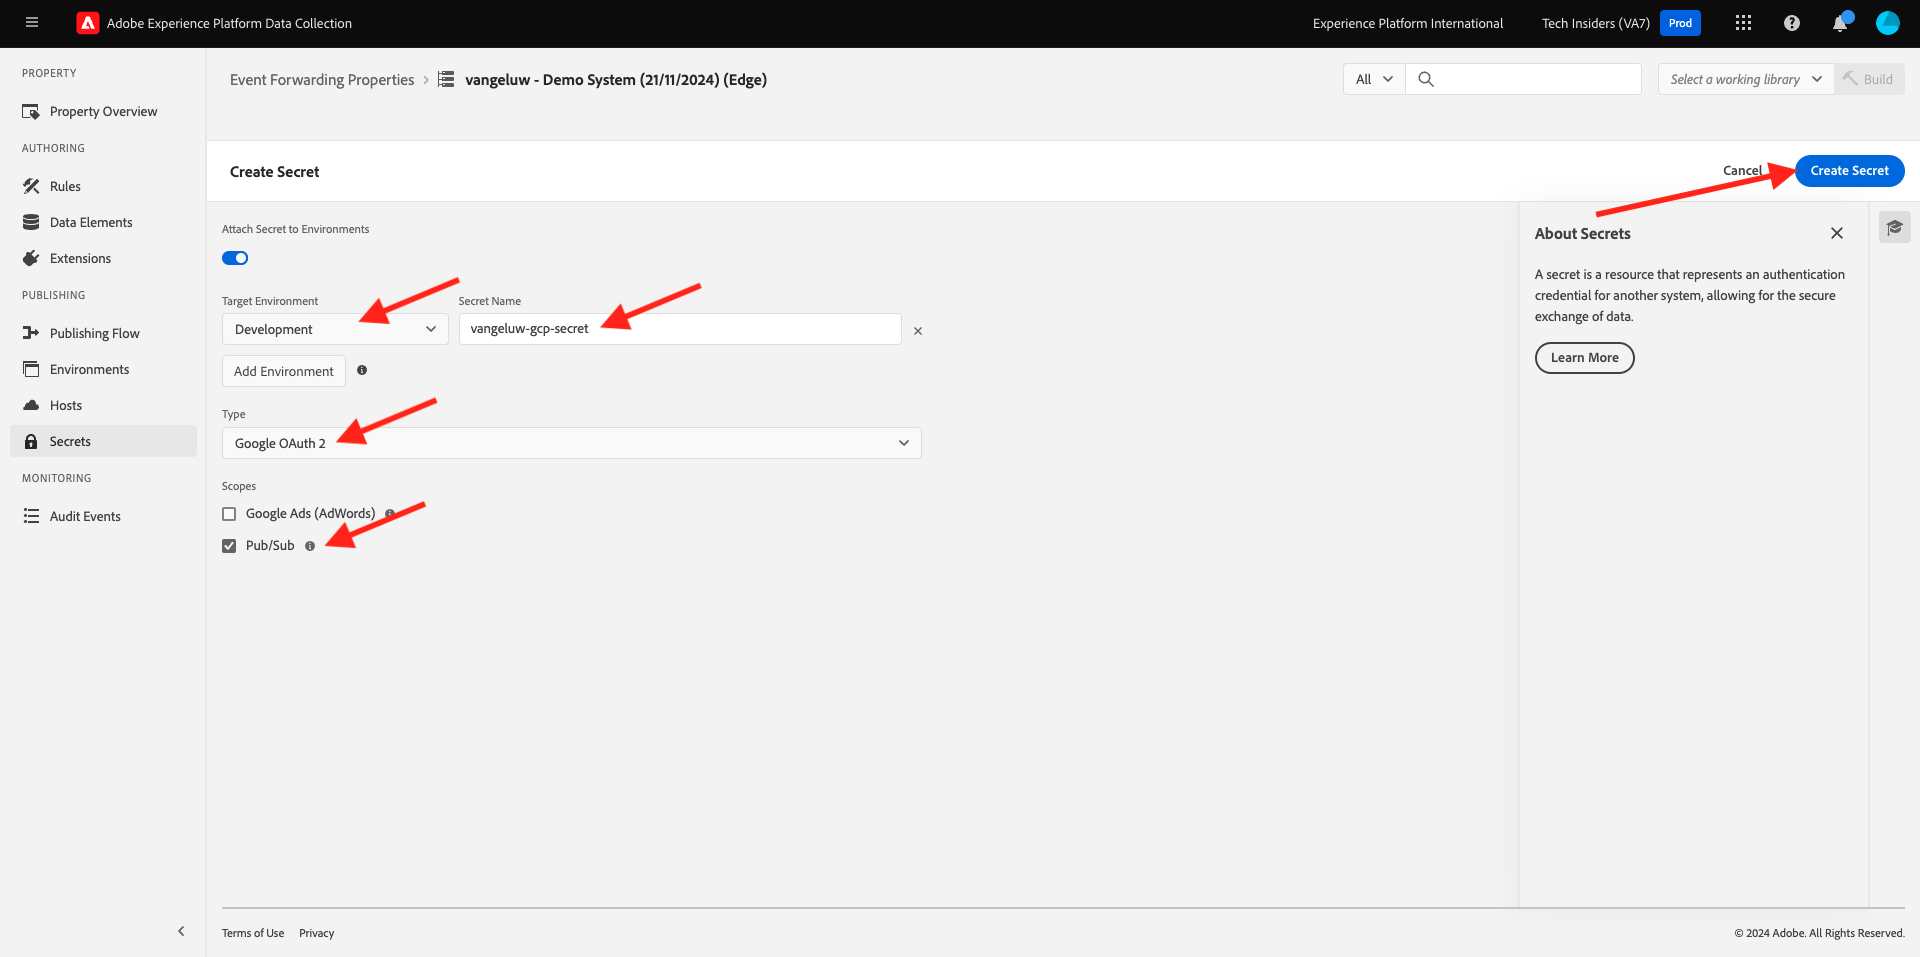 Adobe Experience Platform Data Collection
Experience Platform International
Tech Insiders (VA7)
Prod
PROPERTY
Property Overview
AUTHORING
Rules
Data Elements
Extensions
PUBLISHING
Publishing Flow
Environments
Hosts
Secrets
MONITORING
Audit Events
Event Forwarding Properties
vangeluw - Demo System (21/11/2024) (Edge)
All
Select a working library
Build
Create Secret
Cancel
Create Secret
Attach Secret to Environments
Target Environment
Secret Name
Development
vangeluw-gcp-secret
Add Environment
Type
Google OAuth 2
Scopes
Google Ads (AdWords)
Pub/Sub
About Secrets
A secret is a resource that represents an authentication
credential for another system, allowing for the secure
exchange of data.
Learn More
Terms of Use
Privacy
© 2024 Adobe. All Rights Reserved.